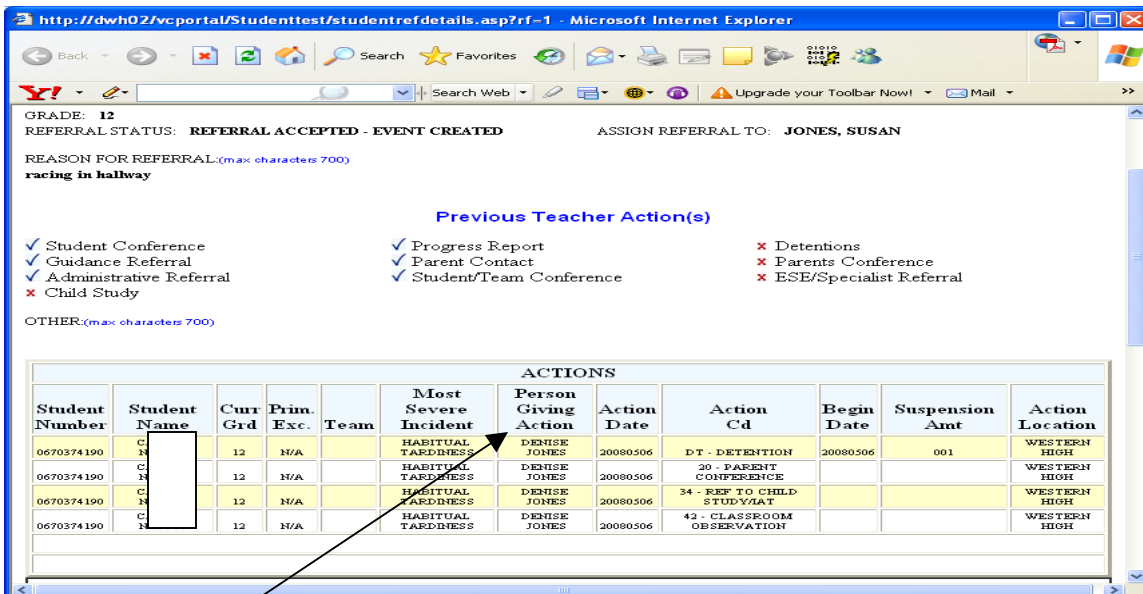 http://dwh02/vcportal/Studenttest/studentrefdetails.asp?rf=1 - Microsoft Internet Explorer
Back Search Favorites
Y! Search Web Upgrade your Toolbar Now! Mail >>
GRADE: 12
REFERRAL STATUS: REFERRAL ACCEPTED - EVENT CREATED ASSIGN REFERRAL TO: JONES, SUSAN
REASON FOR REFERRAL:(max characters 700)
racing in hallway
Previous Teacher Action(s)
✓ Student Conference ✓ Progress Report × Detentions
✓ Guidance Referral ✓ Parent Contact × Parents Conference
✓ Administrative Referral ✓ Student/Team Conference × ESE/Specialist Referral
× Child Study
OTHER:(max characters 700)
ACTIONS
Student Number Student Name Curr Grd Prim. Exc. Team Most Severe Incident Person Giving Action Action Date Action Cd Begin Date Suspension Amt Action Location
0670374190 12 N/A HABITUAL TARDINESS DENISE JONES 20080506 DT - DETENTION 20080506 001 WESTERN HIGH
0670374190 12 N/A HABITUAL TARDINESS DENISE JONES 20080506 20 - PARENT CONFERENCE WESTERN HIGH
0670374190 12 N/A HABITUAL TARDINESS DENISE JONES 20080506 34 - REF TO CHILD STUDY/IAT WESTERN HIGH
0670374190 12 N/A HABITUAL TARDINESS DENISE JONES 20080506 42 - CLASSROOM OBSERVATION WESTERN HIGH